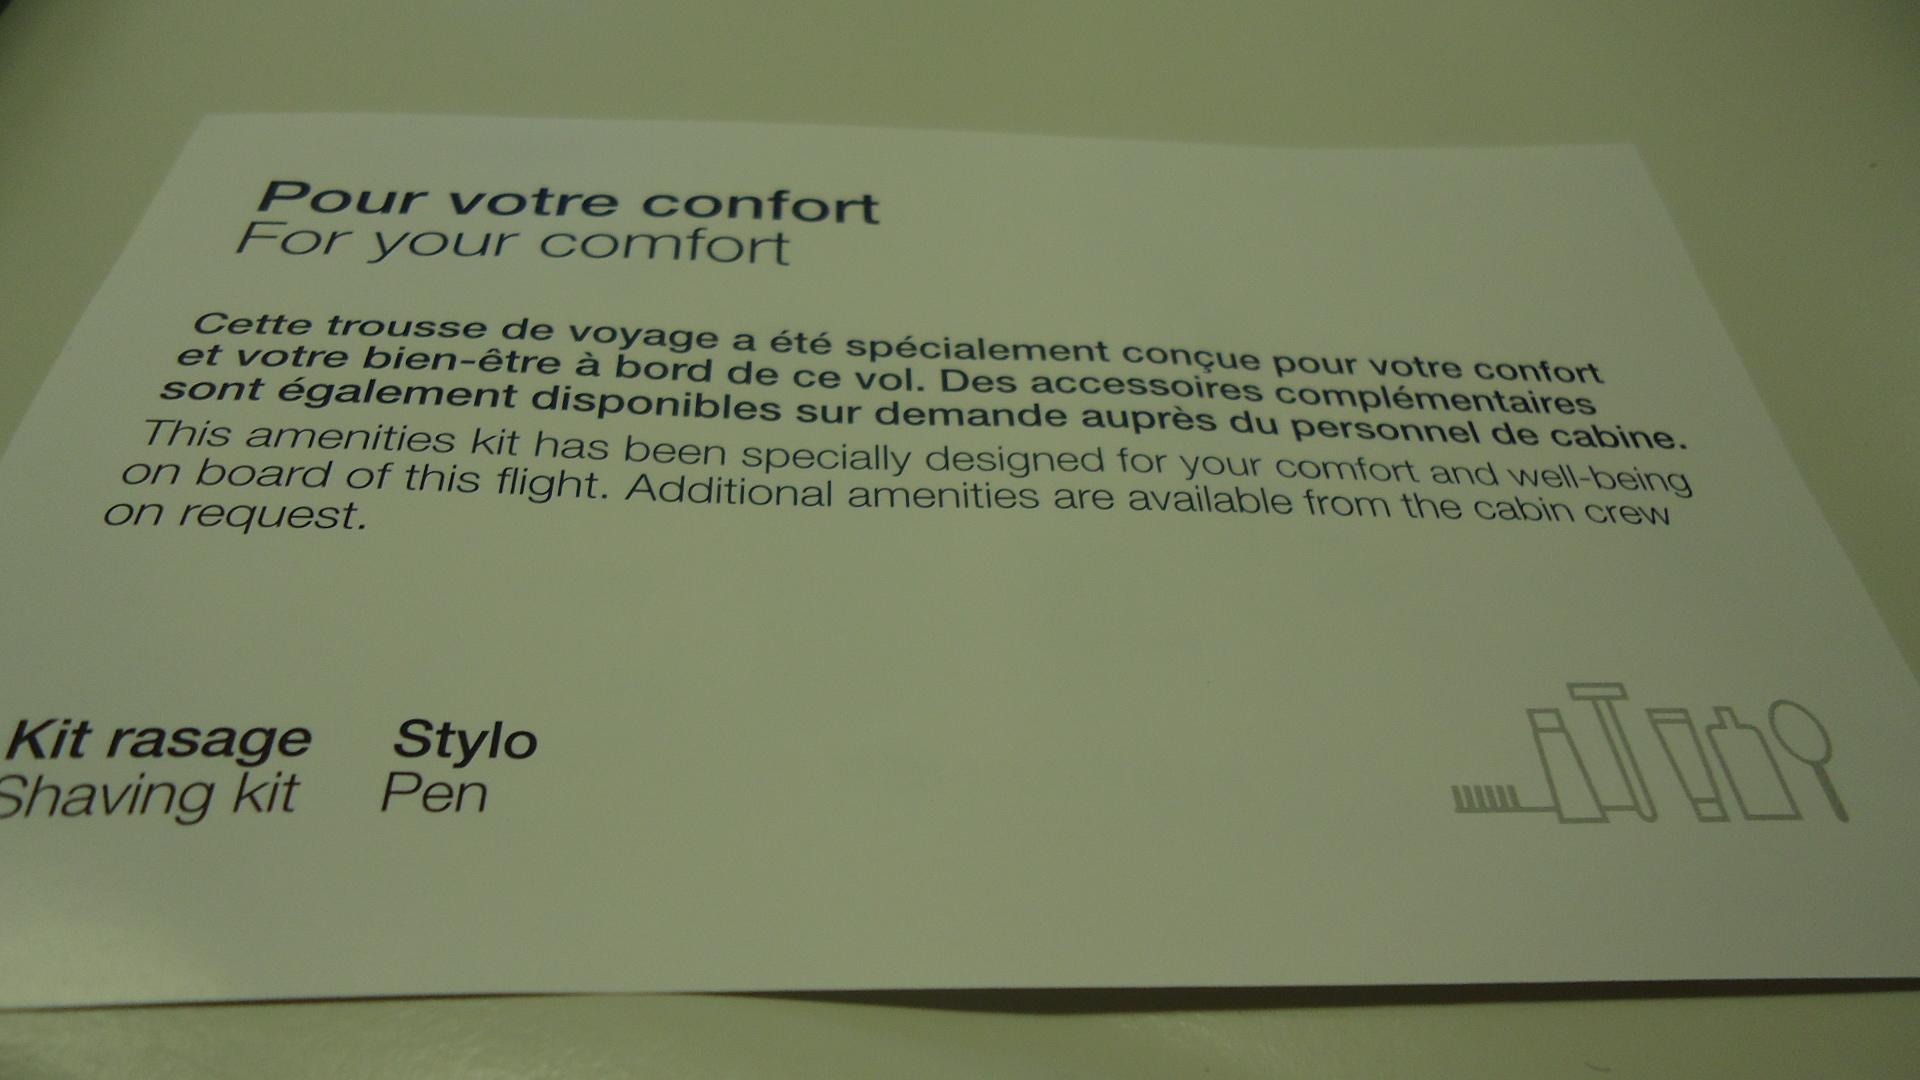 Pour votre confort
For your comfort
Cette trousse de voyage a été spécialement conçue pour votre confort
et votre bien-être à bord de ce vol. Des accessoires complémentaires
sont également disponibles sur demande auprès du personnel de cabine.
This amenities kit has been specially designed for your comfort and well-being
on board of this flight. Additional amenities are available from the cabin crew
on request.
Kit rasage Stylo
Shaving kit Pen